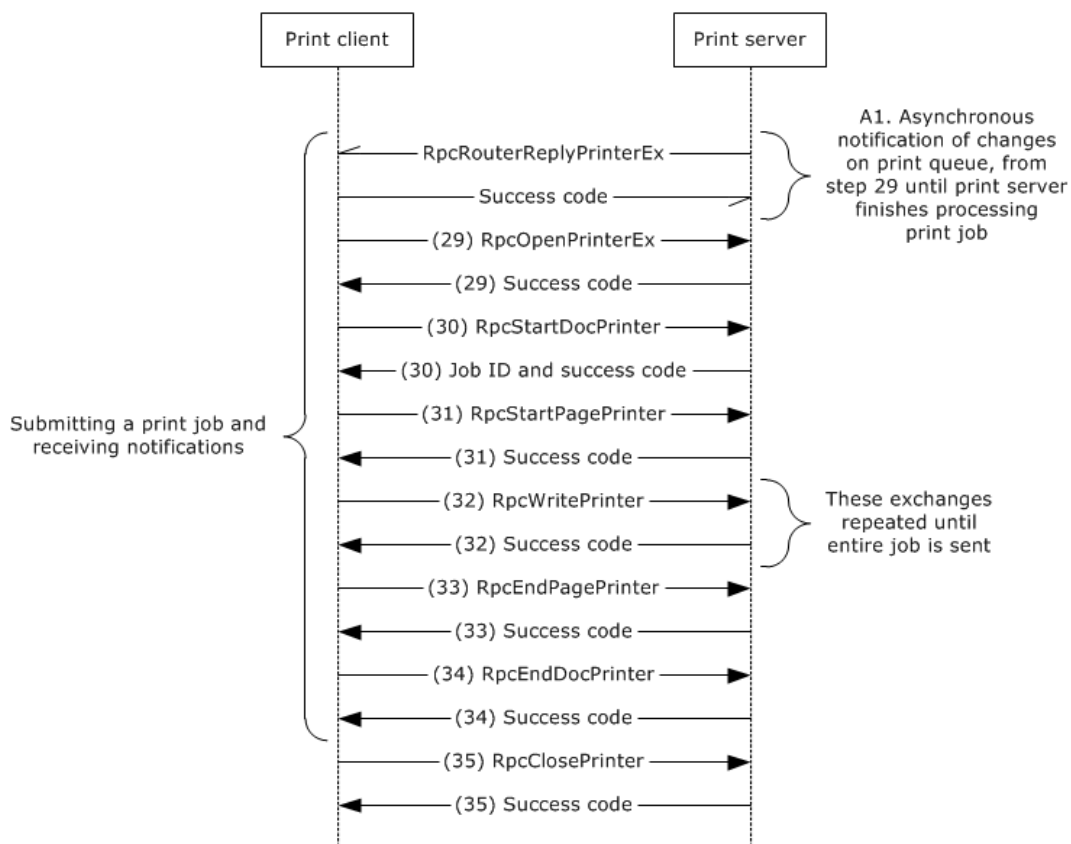 Print client
Print server
A1. Asynchronous
notification of changes
on print queue, from
step 29 until print server
finishes processing
print job
RpcRouterReplyPrinterEx
Success code
(29) RpcOpenPrinterEx
(29) Success code
(30) RpcStartDocPrinter
(30) Job ID and success code
(31) RpcStartPagePrinter
Submitting a print job and
receiving notifications
(31) Success code
(32) RpcWritePrinter
These exchanges
repeated until
entire job is sent
(32) Success code
(33) RpcEndPagePrinter
(33) Success code
(34) RpcEndDocPrinter
(34) Success code
(35) RpcClosePrinter
(35) Success code